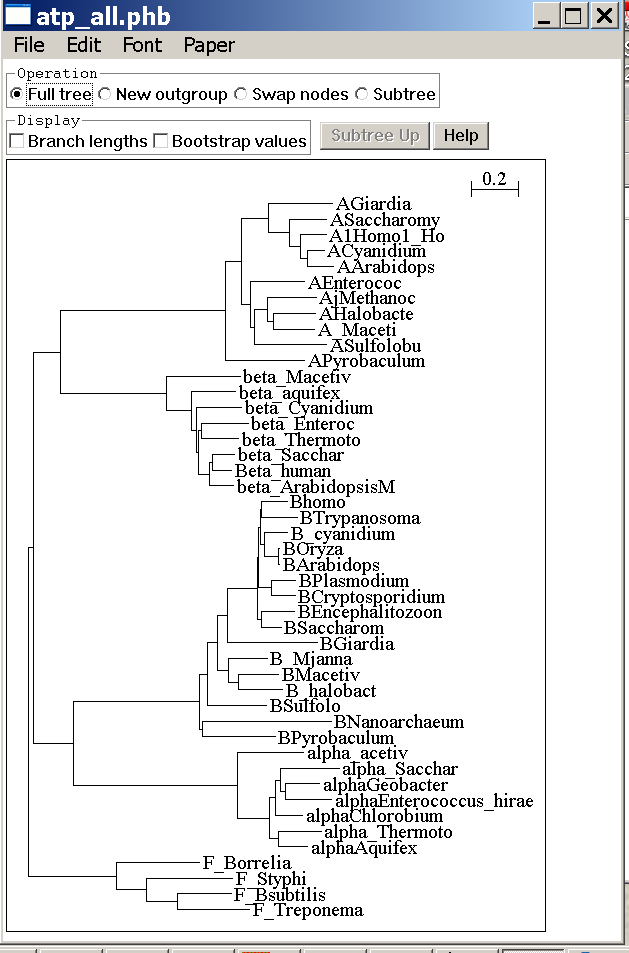 atp_all.phb
File Edit Font Paper
Operation
Full tree New outgroup Swap nodes Subtree
Display
Branch lengths Bootstrap values Subtree Up Help
0.2
AGiardia
ASaccharomy
A1Homo1_Ho
ACyanidium
AArabidops
AEnterococ
AjMethanoc
AHalobacte
A_Maceti
ASulfolobu
APyrobaculum
beta_Macetiv
beta_aquifex
beta_Cyanidium
beta_Enteroc
beta_Thermoto
beta_Sacchar
Beta_human
beta_ArabidopsisM
Bhomo
BTrypanosoma
B_cyanidium
BOryza
BArabidops
BPlasmodium
BCryptosporidium
BEncephalitozoon
BSaccharom
BGiardia
B_Mjanna
BMacetiv
B_halobact
BSulfolo
BNanoarchaeum
BPyrobaculum
alpha_acetiv
alpha_Sacchar
alphaGeobacter
alphaEnterococcus_hirae
alphaChlorobium
alpha_Thermoto
alphaAquifex
F_Borrelia
F_Styphi
F_Bsubtilis
F_Treponema